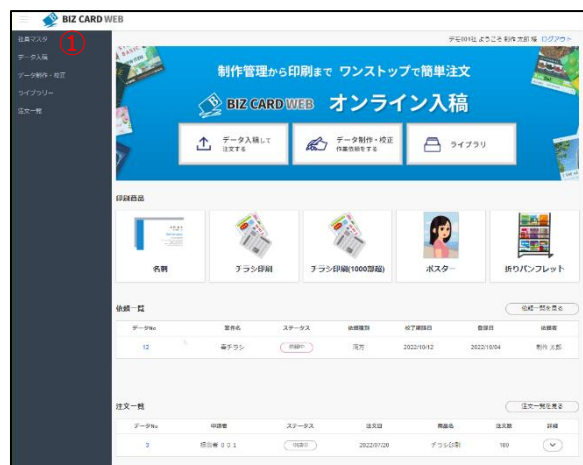 BIZ CARD WEB
社員マスタ
①
データ入稿
データ制作・校正
ライブラリー
注文一覧
デモ001社 ようこそ 制作 太郎 様 ログアウト
制作管理から印刷まで ワンストップで簡単注文
BIZ CARD WEB オンライン入稿
データ入稿して
注文する
データ制作・校正
作業依頼をする
ライブラリ
印刷商品
名刺
チラシ印刷
チラシ印刷(1000部超)
ポスター
折りパンフレット
依頼一覧
依頼一覧を見る
データNo 案件名 ステータス 依頼種別 校了期限日 登録日 依頼者
12 春チラシ 依頼中 両方 2022/10/12 2022/10/04 制作 太郎
注文一覧
注文一覧を見る
データNo 申請者 ステータス 注文日 商品名 注文数 詳細
3 担当者 001 2022/07/20 チラシ印刷 100